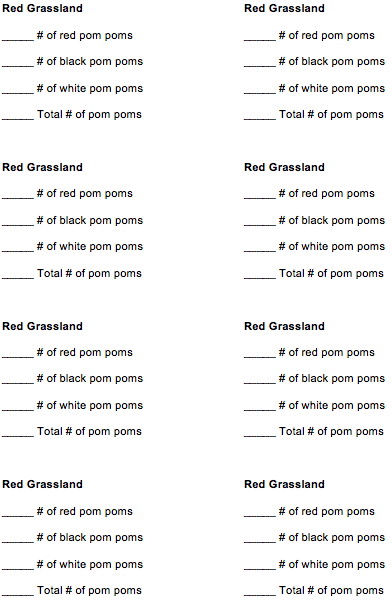 Red Grassland
_____ # of red pom poms
_____ # of black pom poms
_____ # of white pom poms
_____ Total # of pom poms
Red Grassland
_____ # of red pom poms
_____ # of black pom poms
_____ # of white pom poms
_____ Total # of pom poms
Red Grassland
_____ # of red pom poms
_____ # of black pom poms
_____ # of white pom poms
_____ Total # of pom poms
Red Grassland
_____ # of red pom poms
_____ # of black pom poms
_____ # of white pom poms
_____ Total # of pom poms
Red Grassland
_____ # of red pom poms
_____ # of black pom poms
_____ # of white pom poms
_____ Total # of pom poms
Red Grassland
_____ # of red pom poms
_____ # of black pom poms
_____ # of white pom poms
_____ Total # of pom poms
Red Grassland
_____ # of red pom poms
_____ # of black pom poms
_____ # of white pom poms
_____ Total # of pom poms
Red Grassland
_____ # of red pom poms
_____ # of black pom poms
_____ # of white pom poms
_____ Total # of pom poms